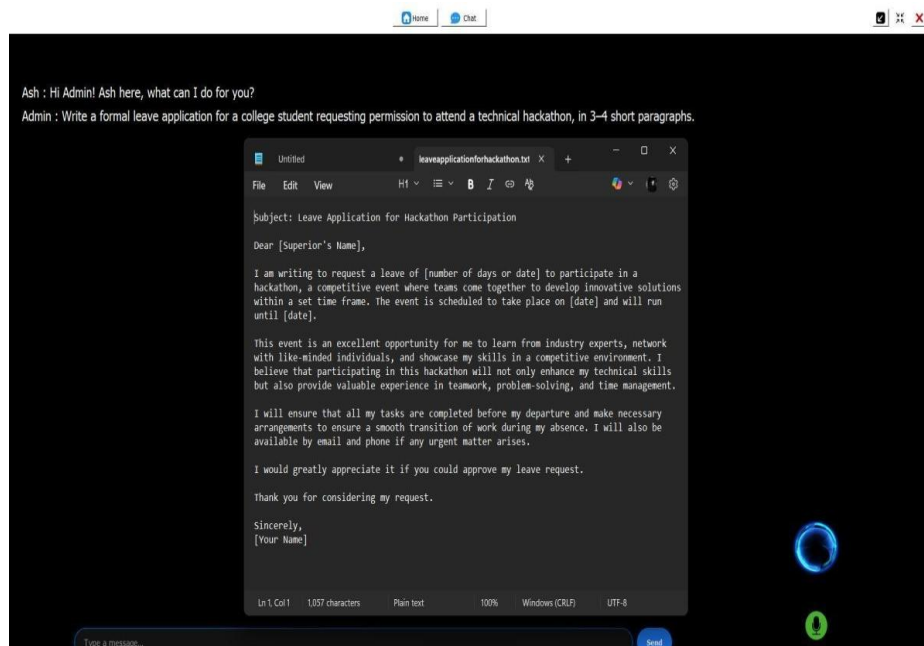 Home
Chat
Ash : Hi Admin! Ash here, what can I do for you?
Admin : Write a formal leave application for a college student requesting permission to attend a technical hackathon, in 3–4 short paragraphs.
Untitled
leaveapplicationforhackathon.txt
File Edit View H1
Subject: Leave Application for Hackathon Participation
Dear [Superior's Name],
I am writing to request a leave of [number of days or date] to participate in a
hackathon, a competitive event where teams come together to develop innovative solutions
within a set time frame. The event is scheduled to take place on [date] and will run
until [date].
This event is an excellent opportunity for me to learn from industry experts, network
with like-minded individuals, and showcase my skills in a competitive environment. I
believe that participating in this hackathon will not only enhance my technical skills
but also provide valuable experience in teamwork, problem-solving, and time management.
I will ensure that all my tasks are completed before my departure and make necessary
arrangements to ensure a smooth transition of work during my absence. I will also be
available by email and phone if any urgent matter arises.
I would greatly appreciate it if you could approve my leave request.
Thank you for considering my request.
Sincerely,
[Your Name]
Ln 1, Col 1 1,057 characters Plain text 100% Windows (CRLF) UTF-8
Type a message...
Send